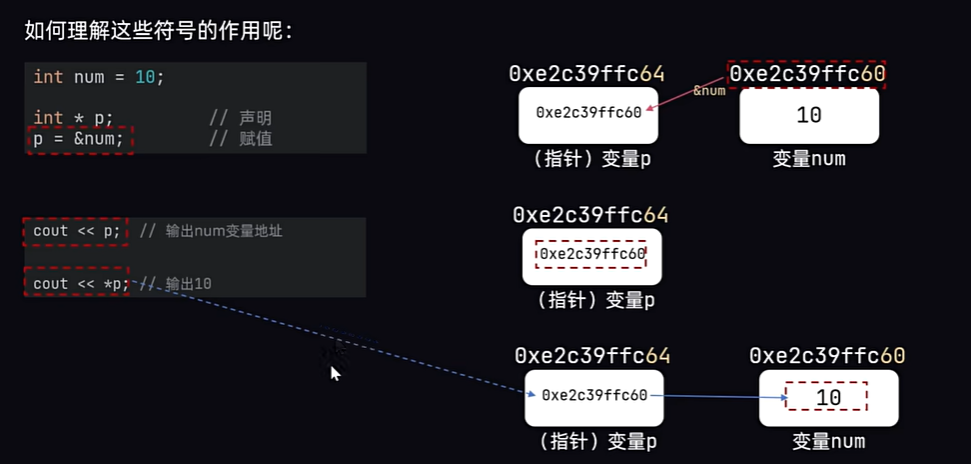 如何理解这些符号的作用呢:
int num = 10;
int * p; // 声明
p = &num; // 赋值
0xe2c39ffc64
0xe2c39ffc60
&num
0xe2c39ffc60
10
（指针）变量p
变量num
cout << p; // 输出num变量地址
cout << *p; // 输出10
0xe2c39ffc64
0xe2c39ffc60
（指针）变量p
0xe2c39ffc64
0xe2c39ffc60
0xe2c39ffc60
10
（指针）变量p
变量num